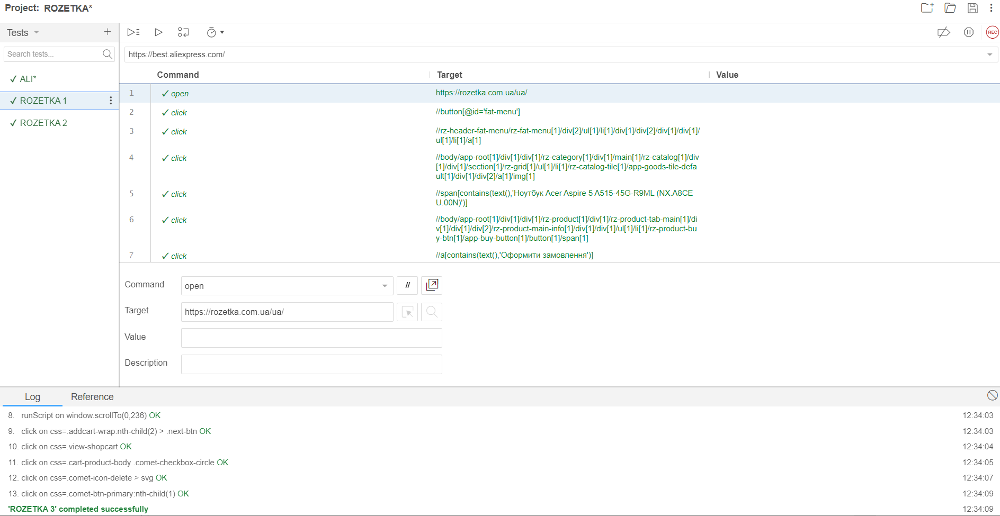 Project: ROZETKA*
Tests
Search tests...
ALI*
ROZETKA 1
ROZETKA 2
REC
https://best.aliexpress.com/
Command Target Value
1 open https://rozetka.com.ua/ua/
2 click //button[@id='fat-menu']
3 click //rz-header-fat-menu/rz-fat-menu[1]/div[2]/ul[1]/li[1]/div[1]/div[2]/div[1]/div[1]/
ul[1]/li[1]/a[1]
4 click //body/app-root[1]/div[1]/div[1]/rz-category[1]/div[1]/main[1]/rz-catalog[1]/div
[1]/div[1]/section[1]/rz-grid[1]/ul[1]/li[1]/rz-catalog-tile[1]/app-goods-tile-defa
ult[1]/div[1]/div[2]/a[1]/img[1]
5 click //span[contains(text(),'Ноутбук Acer Aspire 5 A515-45G-R9ML (NX.A8CE
U.00N)')]
6 click //body/app-root[1]/div[1]/div[1]/rz-product[1]/div[1]/rz-product-tab-main[1]/di
v[1]/div[1]/div[2]/rz-product-main-info[1]/div[1]/div[1]/ul[1]/li[1]/rz-product-bu
y-btn[1]/app-buy-button[1]/button[1]/span[1]
7 click //a[contains(text(),'Оформити замовлення')]
Command open //
Target https://rozetka.com.ua/ua/
Value
Description
Log Reference
8. runScript on window.scrollTo(0,236) OK 12:34:03
9. click on css=.addcart-wrap:nth-child(2) > .next-btn OK 12:34:03
10. click on css=.view-shopcart OK 12:34:04
11. click on css=.cart-product-body .comet-checkbox-circle OK 12:34:05
12. click on css=.comet-icon-delete > svg OK 12:34:07
13. click on css=.comet-btn-primary:nth-child(1) OK 12:34:09
'ROZETKA 3' completed successfully 12:34:09